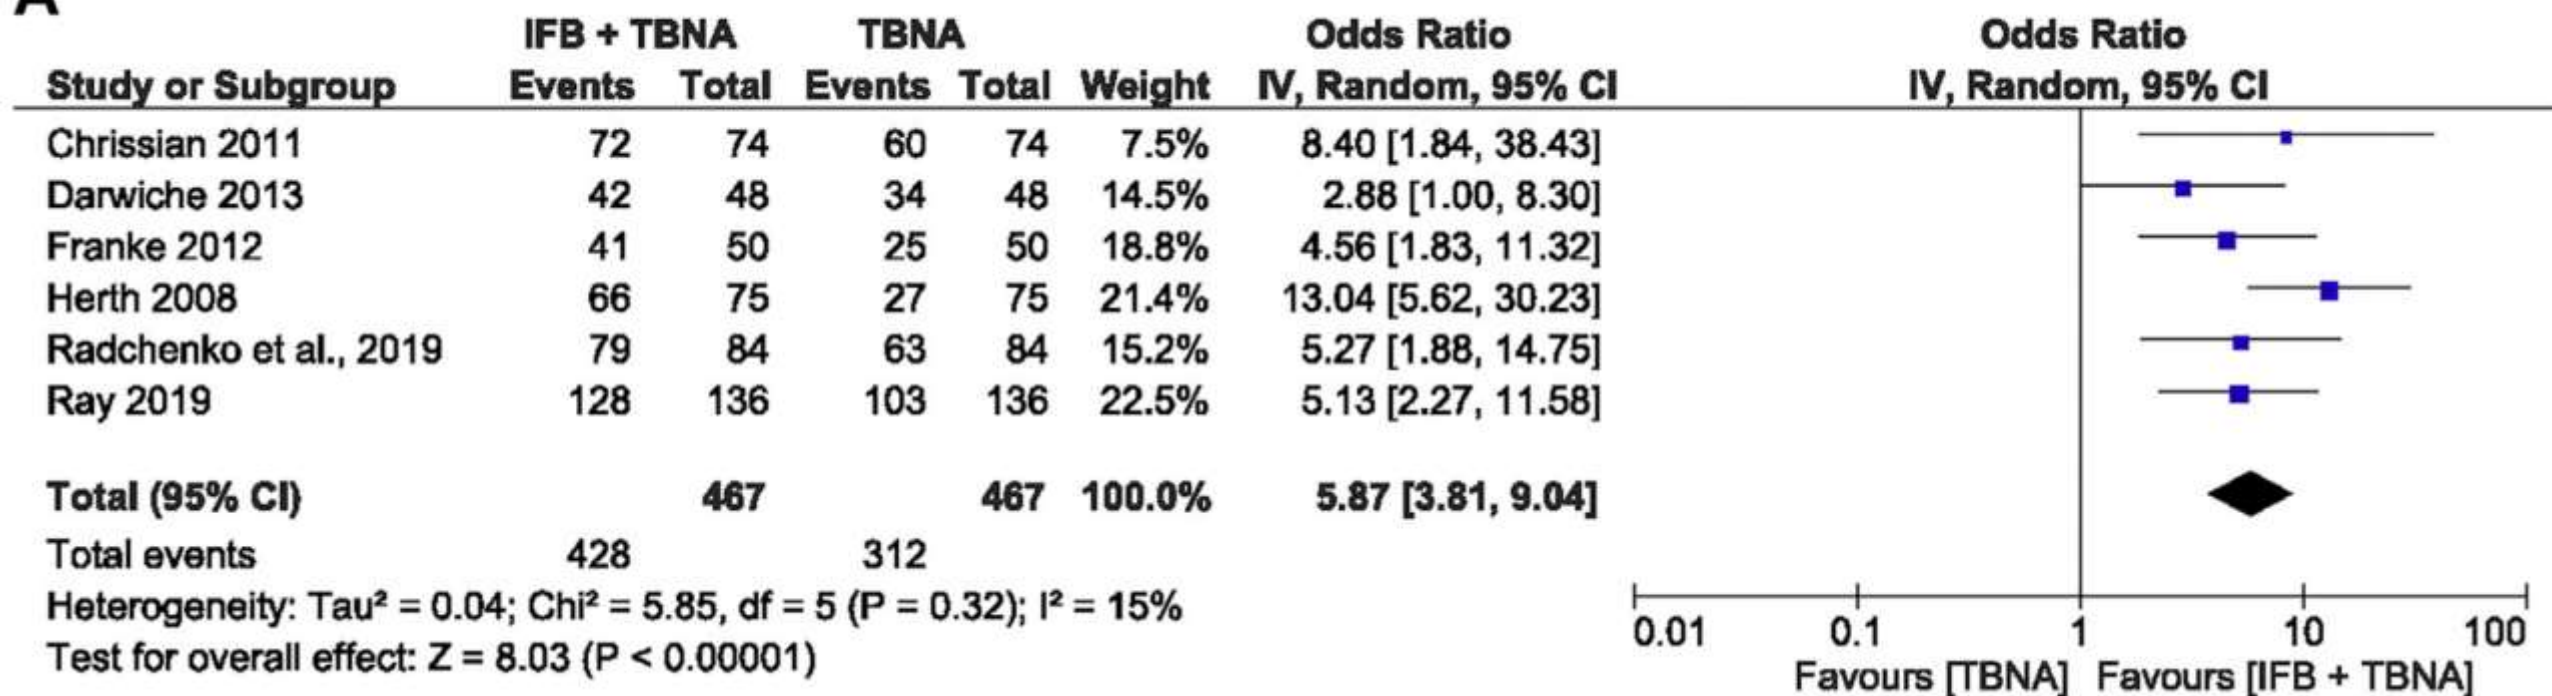 A
IFB + TBNA TBNA Odds Ratio Odds Ratio
Study or Subgroup Events Total Events Total Weight IV, Random, 95% CI IV, Random, 95% CI
Chrissian 2011 72 74 60 74 7.5% 8.40 [1.84, 38.43]
Darwiche 2013 42 48 34 48 14.5% 2.88 [1.00, 8.30]
Franke 2012 41 50 25 50 18.8% 4.56 [1.83, 11.32]
Herth 2008 66 75 27 75 21.4% 13.04 [5.62, 30.23]
Radchenko et al., 2019 79 84 63 84 15.2% 5.27 [1.88, 14.75]
Ray 2019 128 136 103 136 22.5% 5.13 [2.27, 11.58]
Total (95% CI) 467 467 100.0% 5.87 [3.81, 9.04]
Total events 428 312
Heterogeneity: Tau² = 0.04; Chi² = 5.85, df = 5 (P = 0.32); I² = 15%
Test for overall effect: Z = 8.03 (P < 0.00001)
0.01 0.1 1 10 100
Favours [TBNA] Favours [IFB + TBNA]